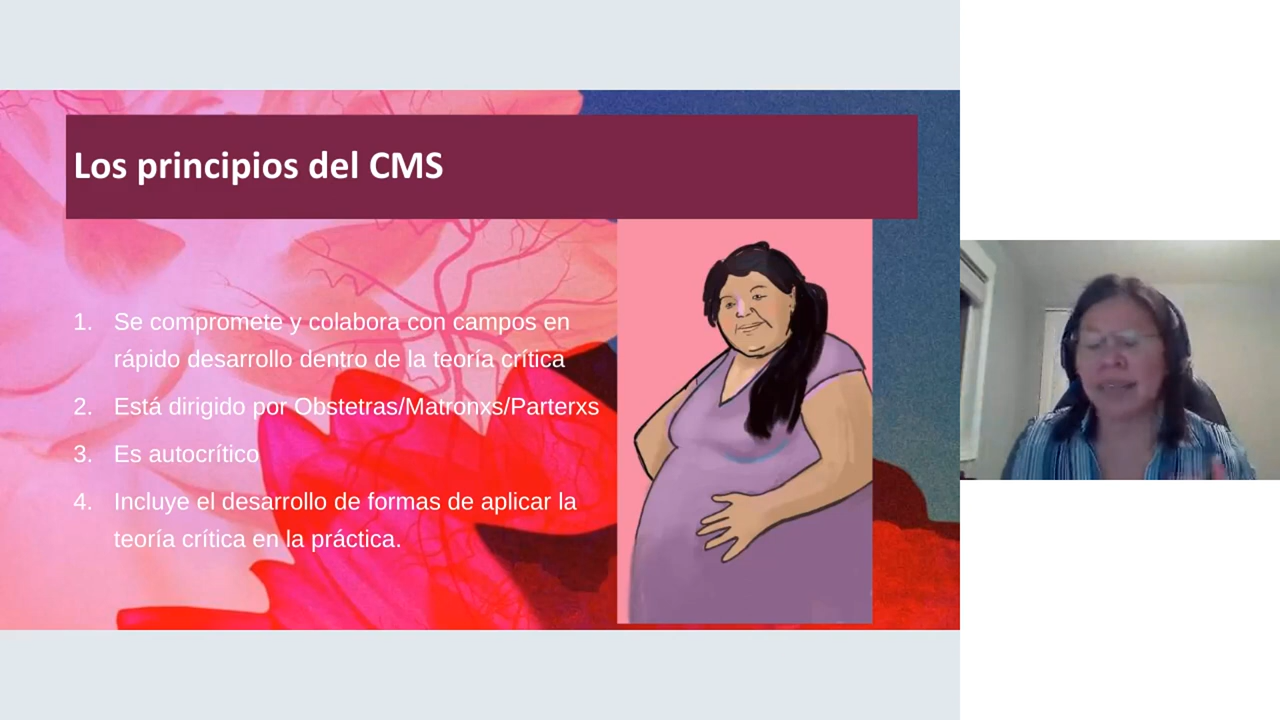 Los principios del CMS
1. Se compromete y colabora con campos en
rápido desarrollo dentro de la teoría crítica
2. Está dirigido por Obstetras/Matronxs/Parterxs
3. Es autocrítico
4. Incluye el desarrollo de formas de aplicar la
teoría crítica en la práctica.